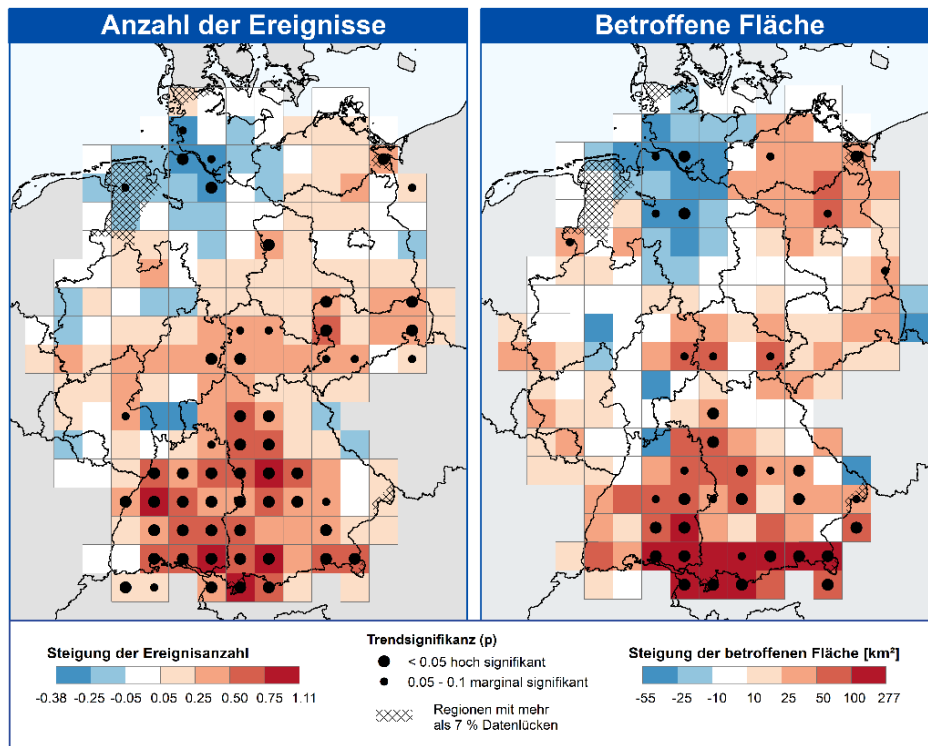 Anzahl der Ereignisse
Betroffene Fläche
Steigung der Ereignisanzahl
-0.38 -0.25 -0.05 0.05 0.25 0.50 0.75 1.11
Trendsignifikanz (p)
< 0.05 hoch signifikant
0.05 - 0.1 marginal signifikant
Regionen mit mehr
als 7 % Datenlücken
Steigung der betroffenen Fläche [km²]
-55 -25 -10 10 25 50 100 277